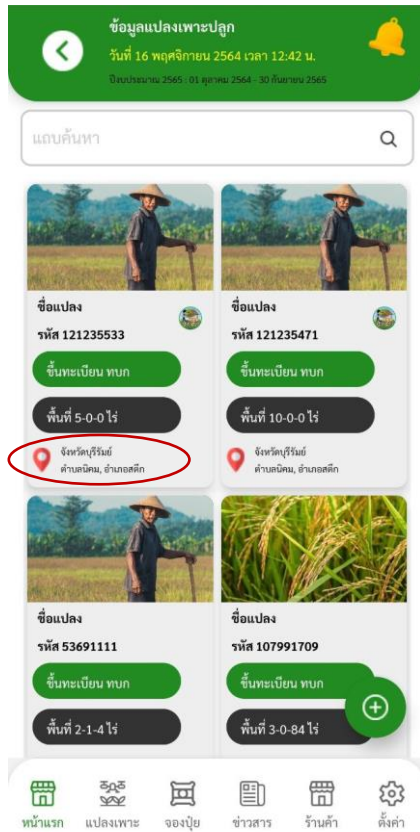 ข้อมูลแปลงเพาะปลูก
วันที่ 16 พฤศจิกายน 2564 เวลา 12:42 น.
ปีงบประมาณ 2565 : 01 ตุลาคม 2564 - 30 กันยายน 2565
แถบค้นหา
ชื่อแปลง
รหัส 121235533
ขึ้นทะเบียน ทบก
พื้นที่ 5-0-0 ไร่
จังหวัดบุรีรัมย์
ตำบลนิคม, อำเภอสตึก
ชื่อแปลง
รหัส 121235471
ขึ้นทะเบียน ทบก
พื้นที่ 10-0-0 ไร่
จังหวัดบุรีรัมย์
ตำบลนิคม, อำเภอสตึก
ชื่อแปลง
รหัส 53691111
ขึ้นทะเบียน ทบก
พื้นที่ 2-1-4 ไร่
ชื่อแปลง
รหัส 107991709
ขึ้นทะเบียน ทบก
พื้นที่ 3-0-84 ไร่
หน้าแรก
แปลงเพาะ
จองปุ๋ย
ข่าวสาร
ร้านค้า
ตั้งค่า